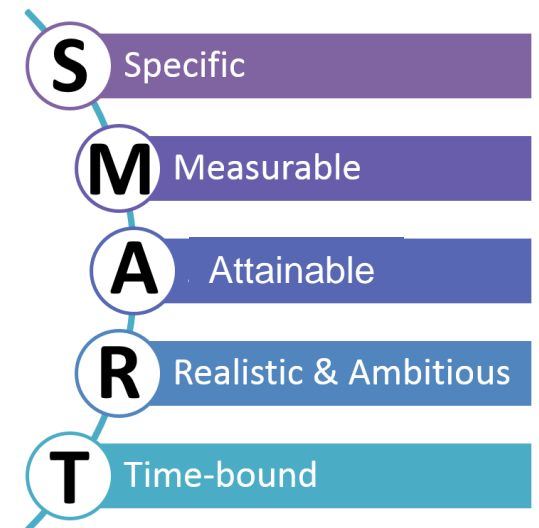 S Specific
M Measurable
A Attainable
R Realistic & Ambitious
T Time-bound